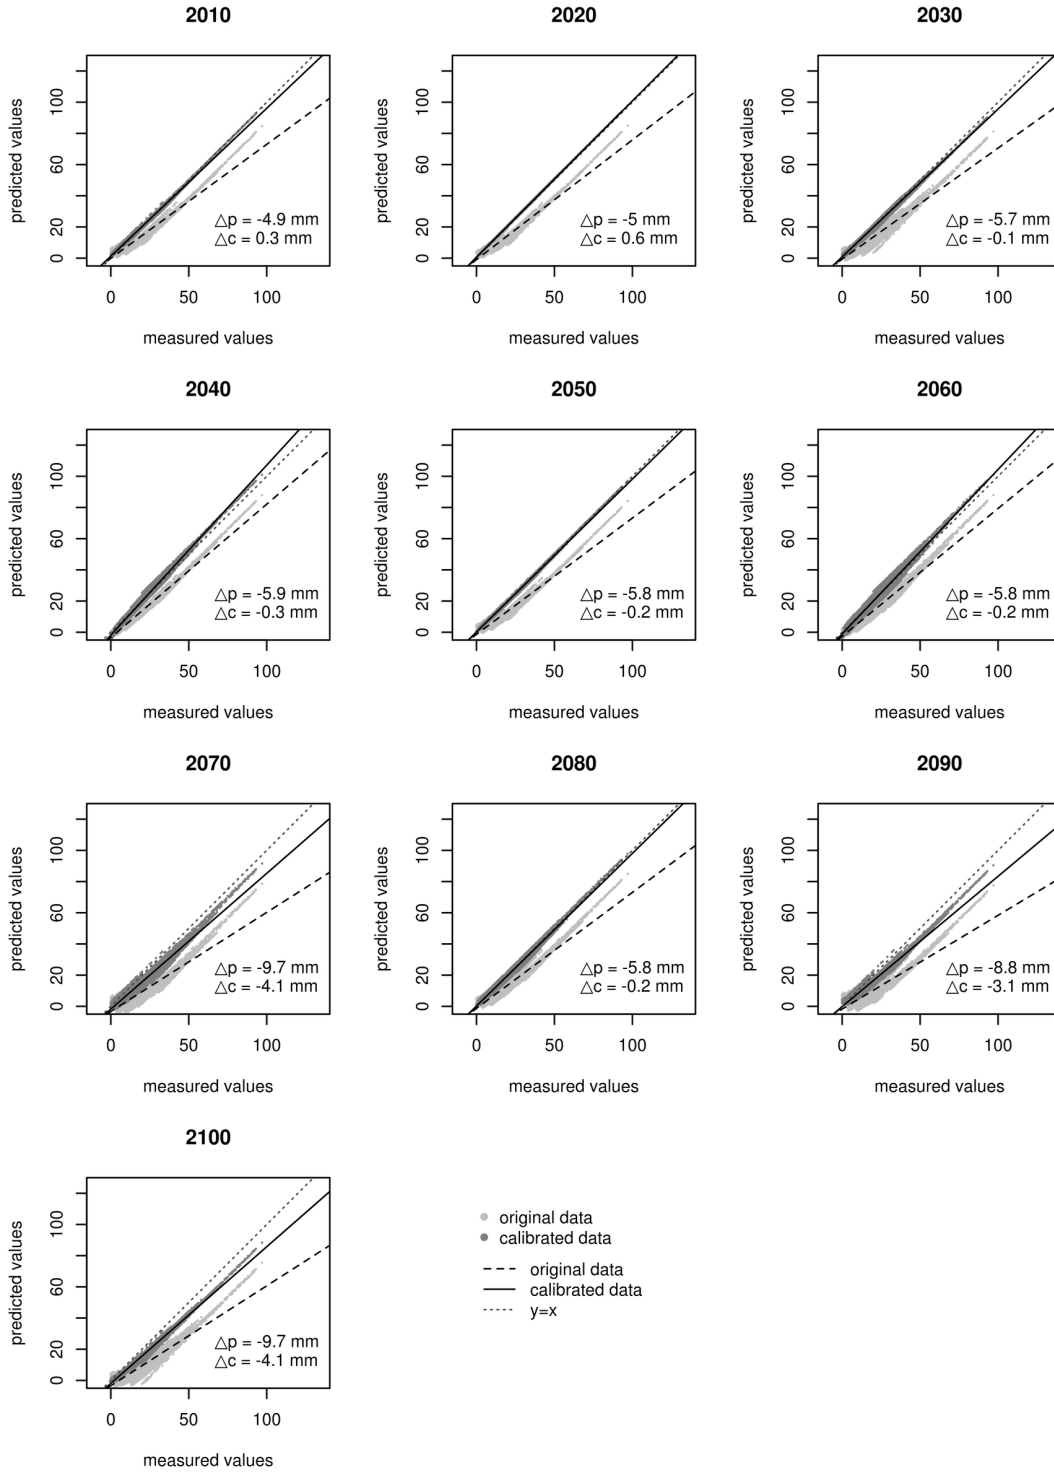 2010
2020
2030
predicted values
100
60
20
0
△p = -4.9 mm
△c = 0.3 mm
0 50 100
measured values
predicted values
100
60
20
0
△p = -5 mm
△c = 0.6 mm
0 50 100
measured values
predicted values
100
60
20
0
△p = -5.7 mm
△c = -0.1 mm
0 50 100
measured values
2040
2050
2060
predicted values
100
60
20
0
△p = -5.9 mm
△c = -0.3 mm
0 50 100
measured values
predicted values
100
60
20
0
△p = -5.8 mm
△c = -0.2 mm
0 50 100
measured values
predicted values
100
60
20
0
△p = -5.8 mm
△c = -0.2 mm
0 50 100
measured values
2070
2080
2090
predicted values
100
60
20
0
△p = -9.7 mm
△c = -4.1 mm
0 50 100
measured values
predicted values
100
60
20
0
△p = -5.8 mm
△c = -0.2 mm
0 50 100
measured values
predicted values
100
60
20
0
△p = -8.8 mm
△c = -3.1 mm
0 50 100
measured values
2100
predicted values
100
60
20
0
△p = -9.7 mm
△c = -4.1 mm
0 50 100
measured values
original data
calibrated data
original data
calibrated data
y=x